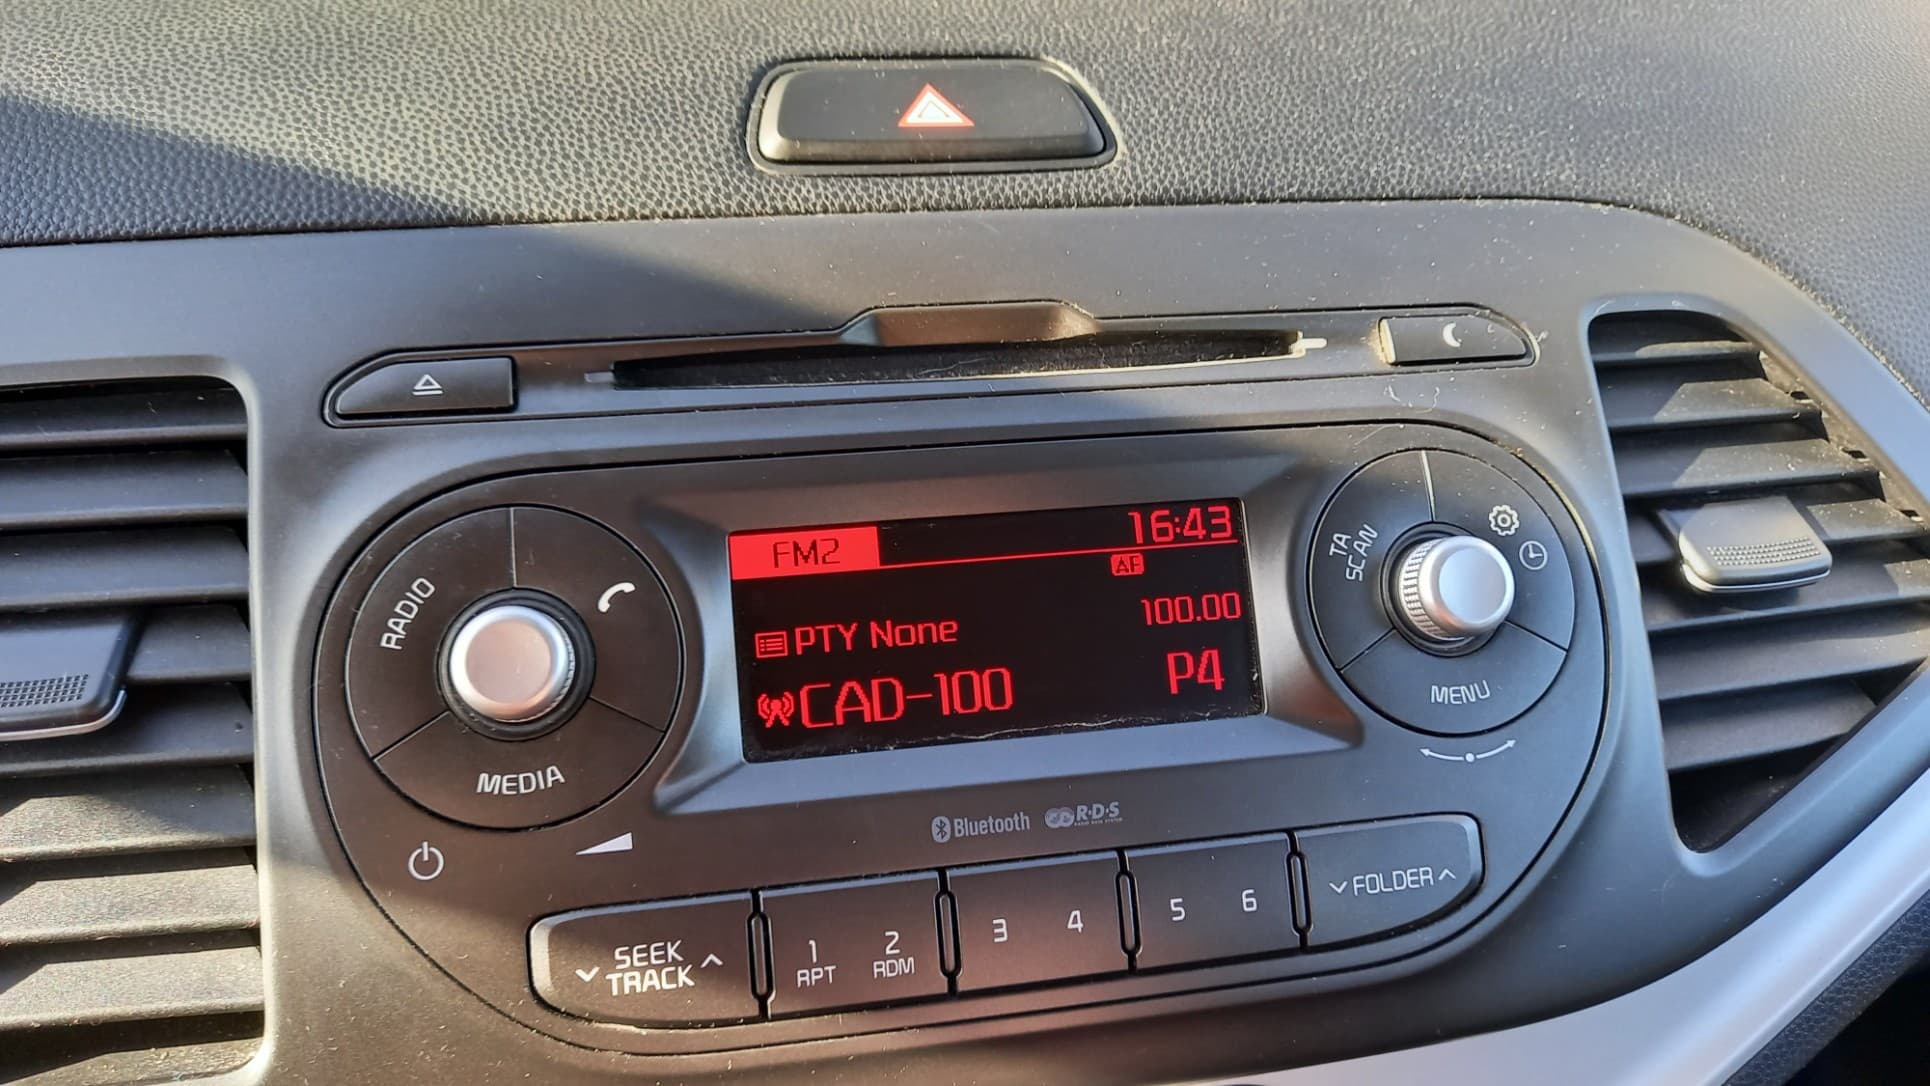 FM2 16:43
AF
PTY None 100.00
CAD-100 P4
RADIO
MEDIA
TA
SCAN
MENU
Bluetooth R·D·S
SEEK
TRACK
1
RPT
2
RDM
3 4
5 6
FOLDER